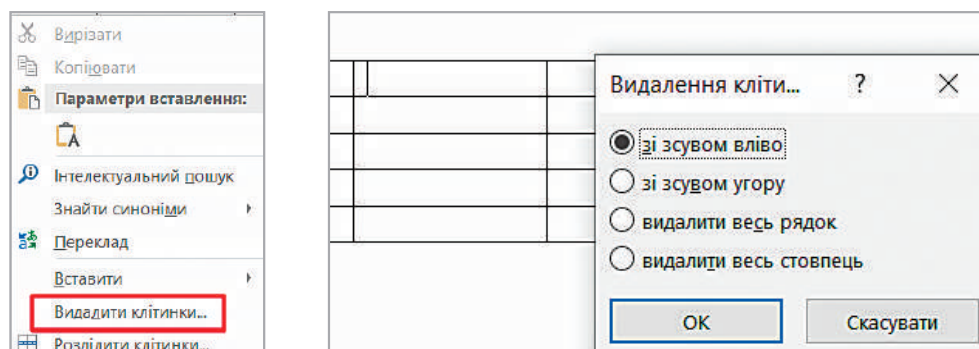 Вирізати
Копіювати
Параметри вставлення:
Інтелектуальний пошук
Знайти синоніми
Переклад
Вставити
Видалити клітинки...
Розділити клітинки...
Видалення кліти... ?
зі зсувом вліво
зі зсувом угору
видалити весь рядок
видалити весь стовпець
ОК Скасувати